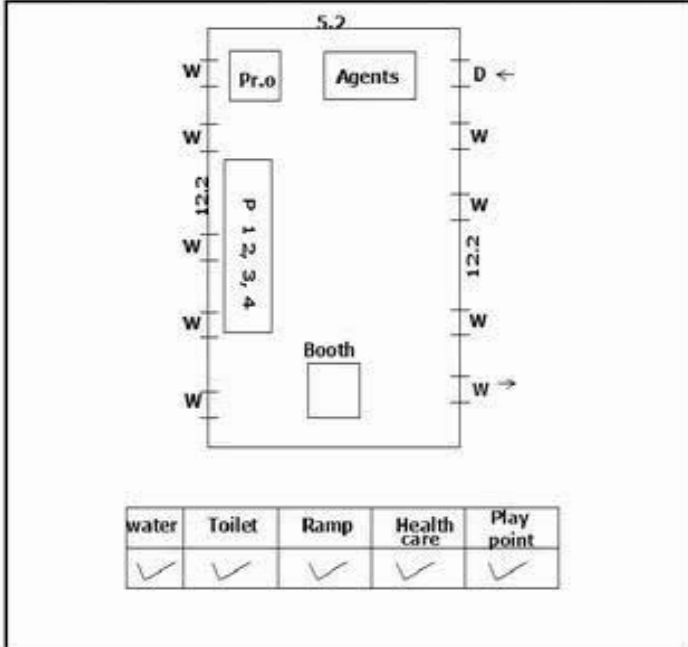 5.2
W
Pr.o
Agents
D ←
W
W
12.2
P 1 2, 3, 4
W
W
12.2
W
W
Booth
W
W →
water Toilet Ramp Health care Play point
✓ ✓ ✓ ✓ ✓